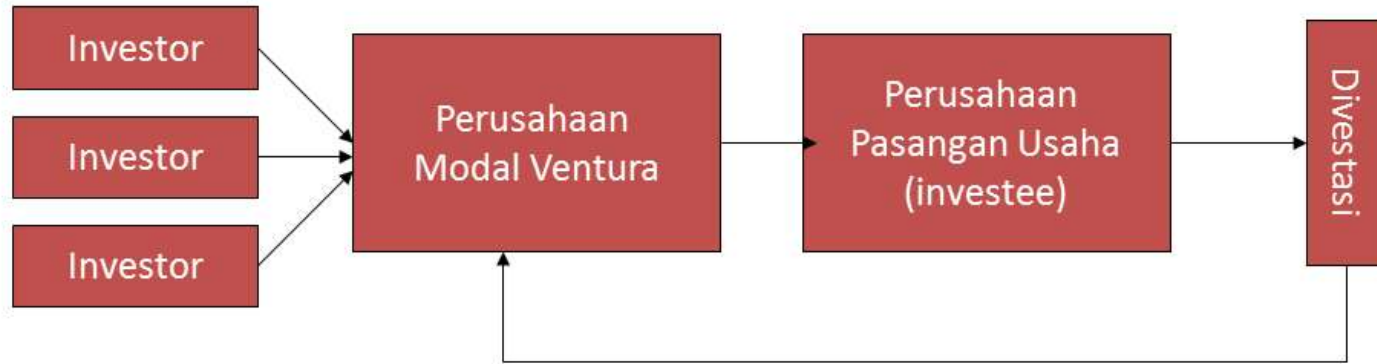 Investor
Investor
Investor
Perusahaan
Modal Ventura
Perusahaan
Pasangan Usaha
(investee)
Divestasi